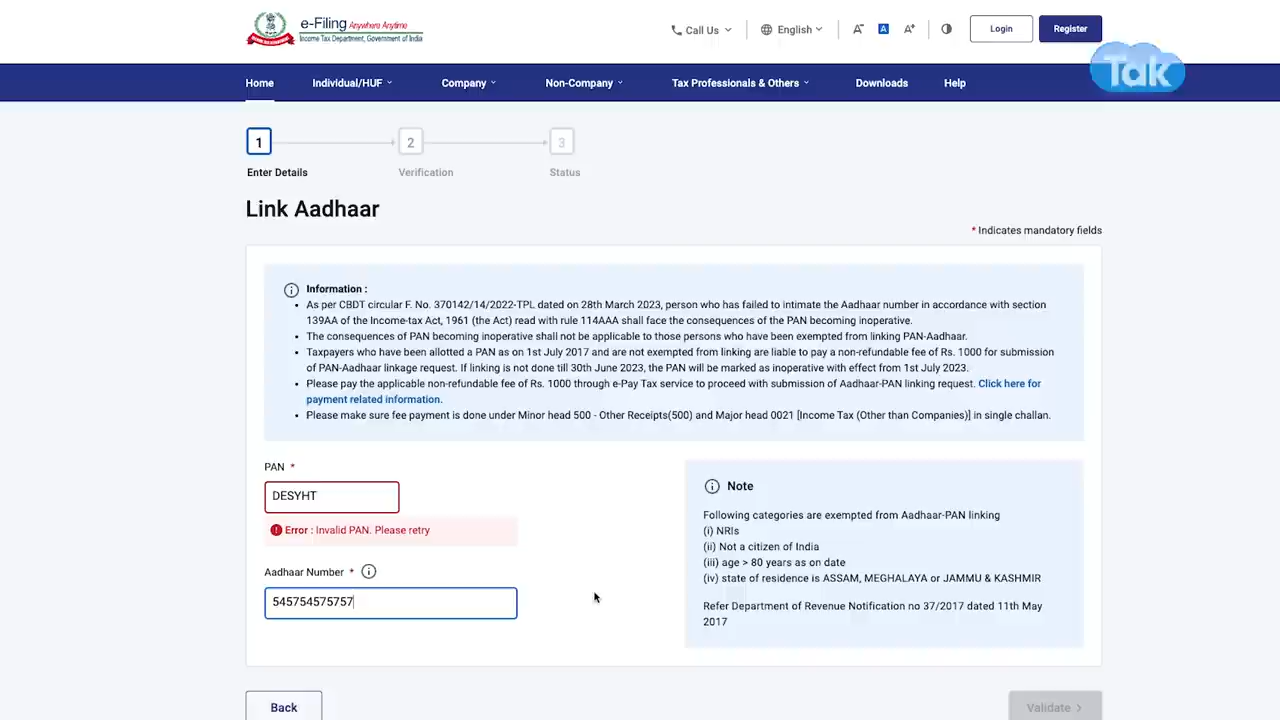 e-Filing Anywhere Anytime
Income Tax Department, Government of India
Call Us
English
A-
A
A+
Login
Register
Tak
Home
Individual/HUF
Company
Non-Company
Tax Professionals & Others
Downloads
Help
1
2
3
Enter Details
Verification
Status
Link Aadhaar
* Indicates mandatory fields
Information :
• As per CBDT circular F. No. 370142/14/2022-TPL dated on 28th March 2023, person who has failed to intimate the Aadhaar number in accordance with section
139AA of the Income-tax Act, 1961 (the Act) read with rule 114AAA shall face the consequences of the PAN becoming inoperative.
• The consequences of PAN becoming inoperative shall not be applicable to those persons who have been exempted from linking PAN-Aadhaar.
• Taxpayers who have been allotted a PAN as on 1st July 2017 and are not exempted from linking are liable to pay a non-refundable fee of Rs. 1000 for submission
of PAN-Aadhaar linkage request. If linking is not done till 30th June 2023, the PAN will be marked as inoperative with effect from 1st July 2023.
• Please pay the applicable non-refundable fee of Rs. 1000 through e-Pay Tax service to proceed with submission of Aadhaar-PAN linking request. Click here for
payment related information.
• Please make sure fee payment is done under Minor head 500 - Other Receipts(500) and Major head 0021 [Income Tax (Other than Companies)] in single challan.
PAN *
DESYHT
Error : Invalid PAN. Please retry
Aadhaar Number *
545754575757
Note
Following categories are exempted from Aadhaar-PAN linking
(i) NRIs
(ii) Not a citizen of India
(iii) age > 80 years as on date
(iv) state of residence is ASSAM, MEGHALAYA or JAMMU & KASHMIR
Refer Department of Revenue Notification no 37/2017 dated 11th May
2017
Back
Validate >